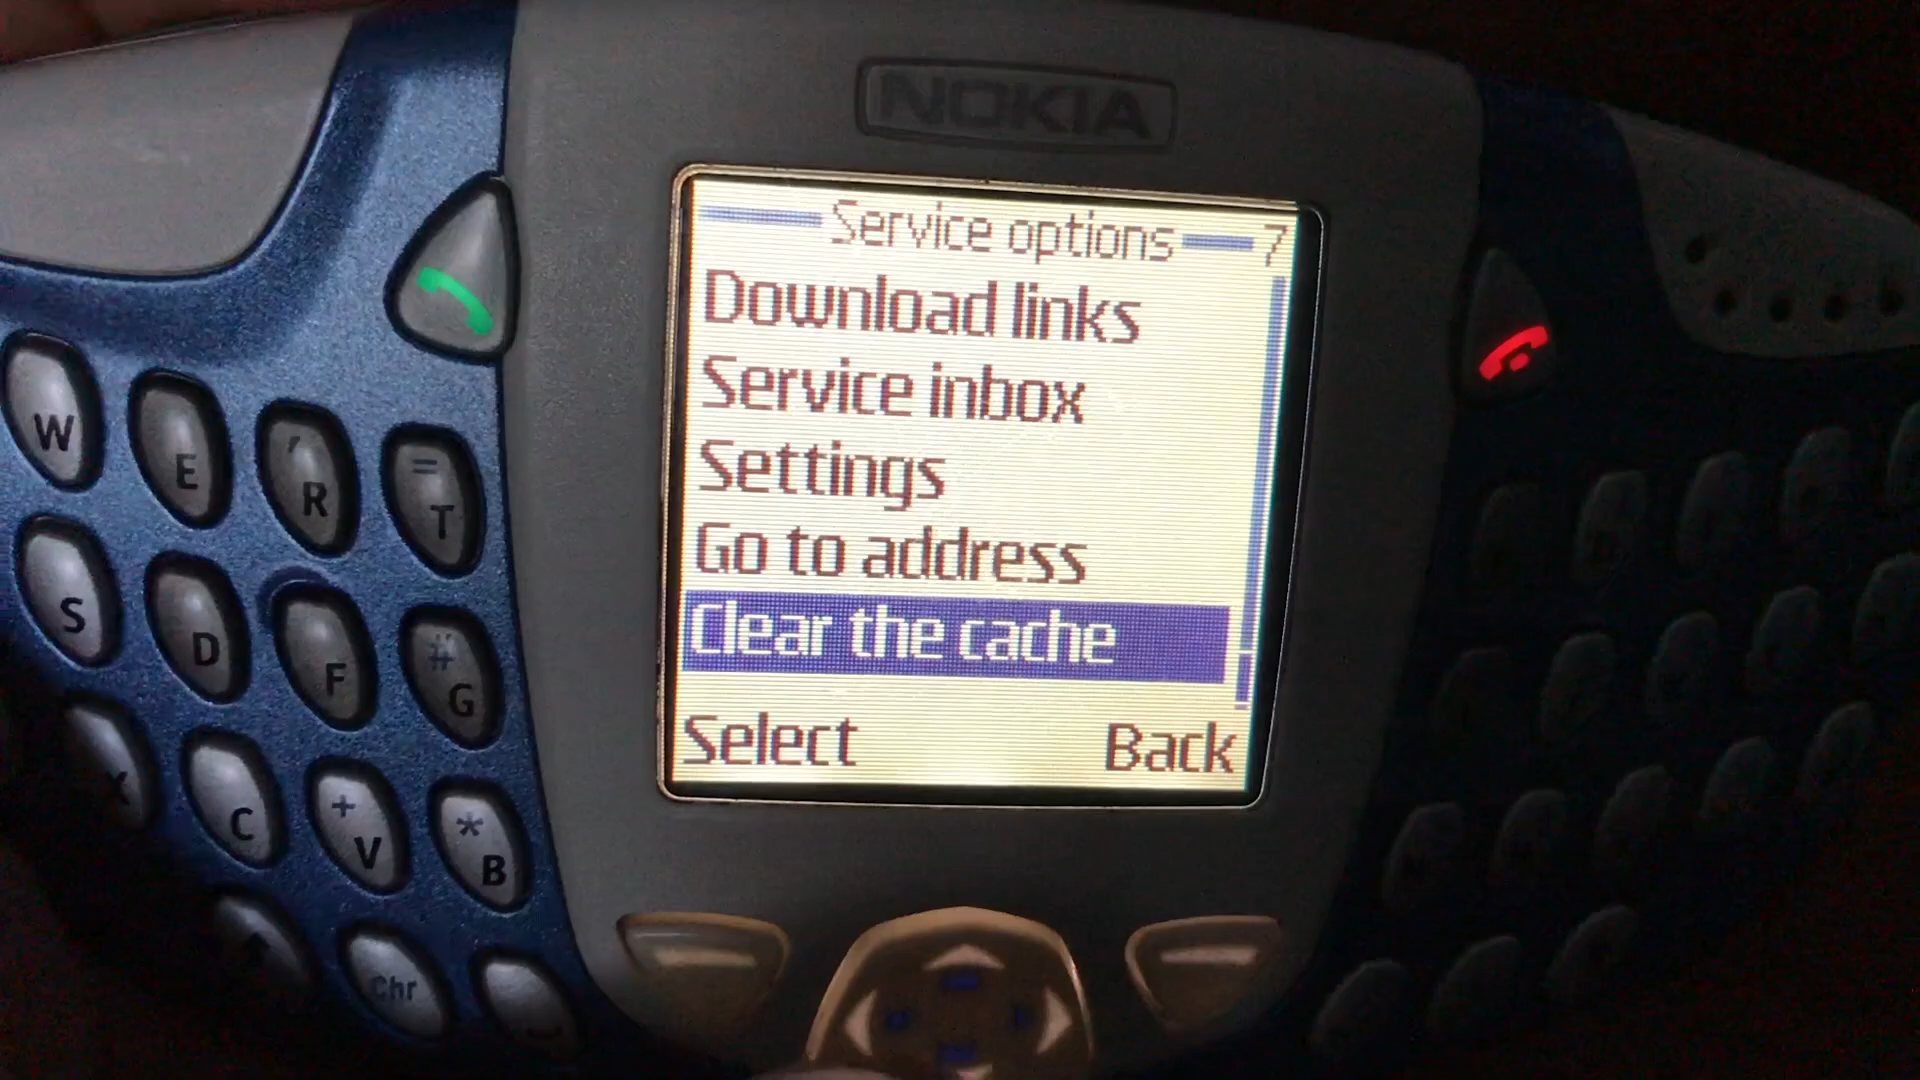 NOKIA
Service options 7
Download links
Service inbox
Settings
Go to address
Clear the cache
Select Back
W E ' R = T
S D F # G
X C + V * B
Chr